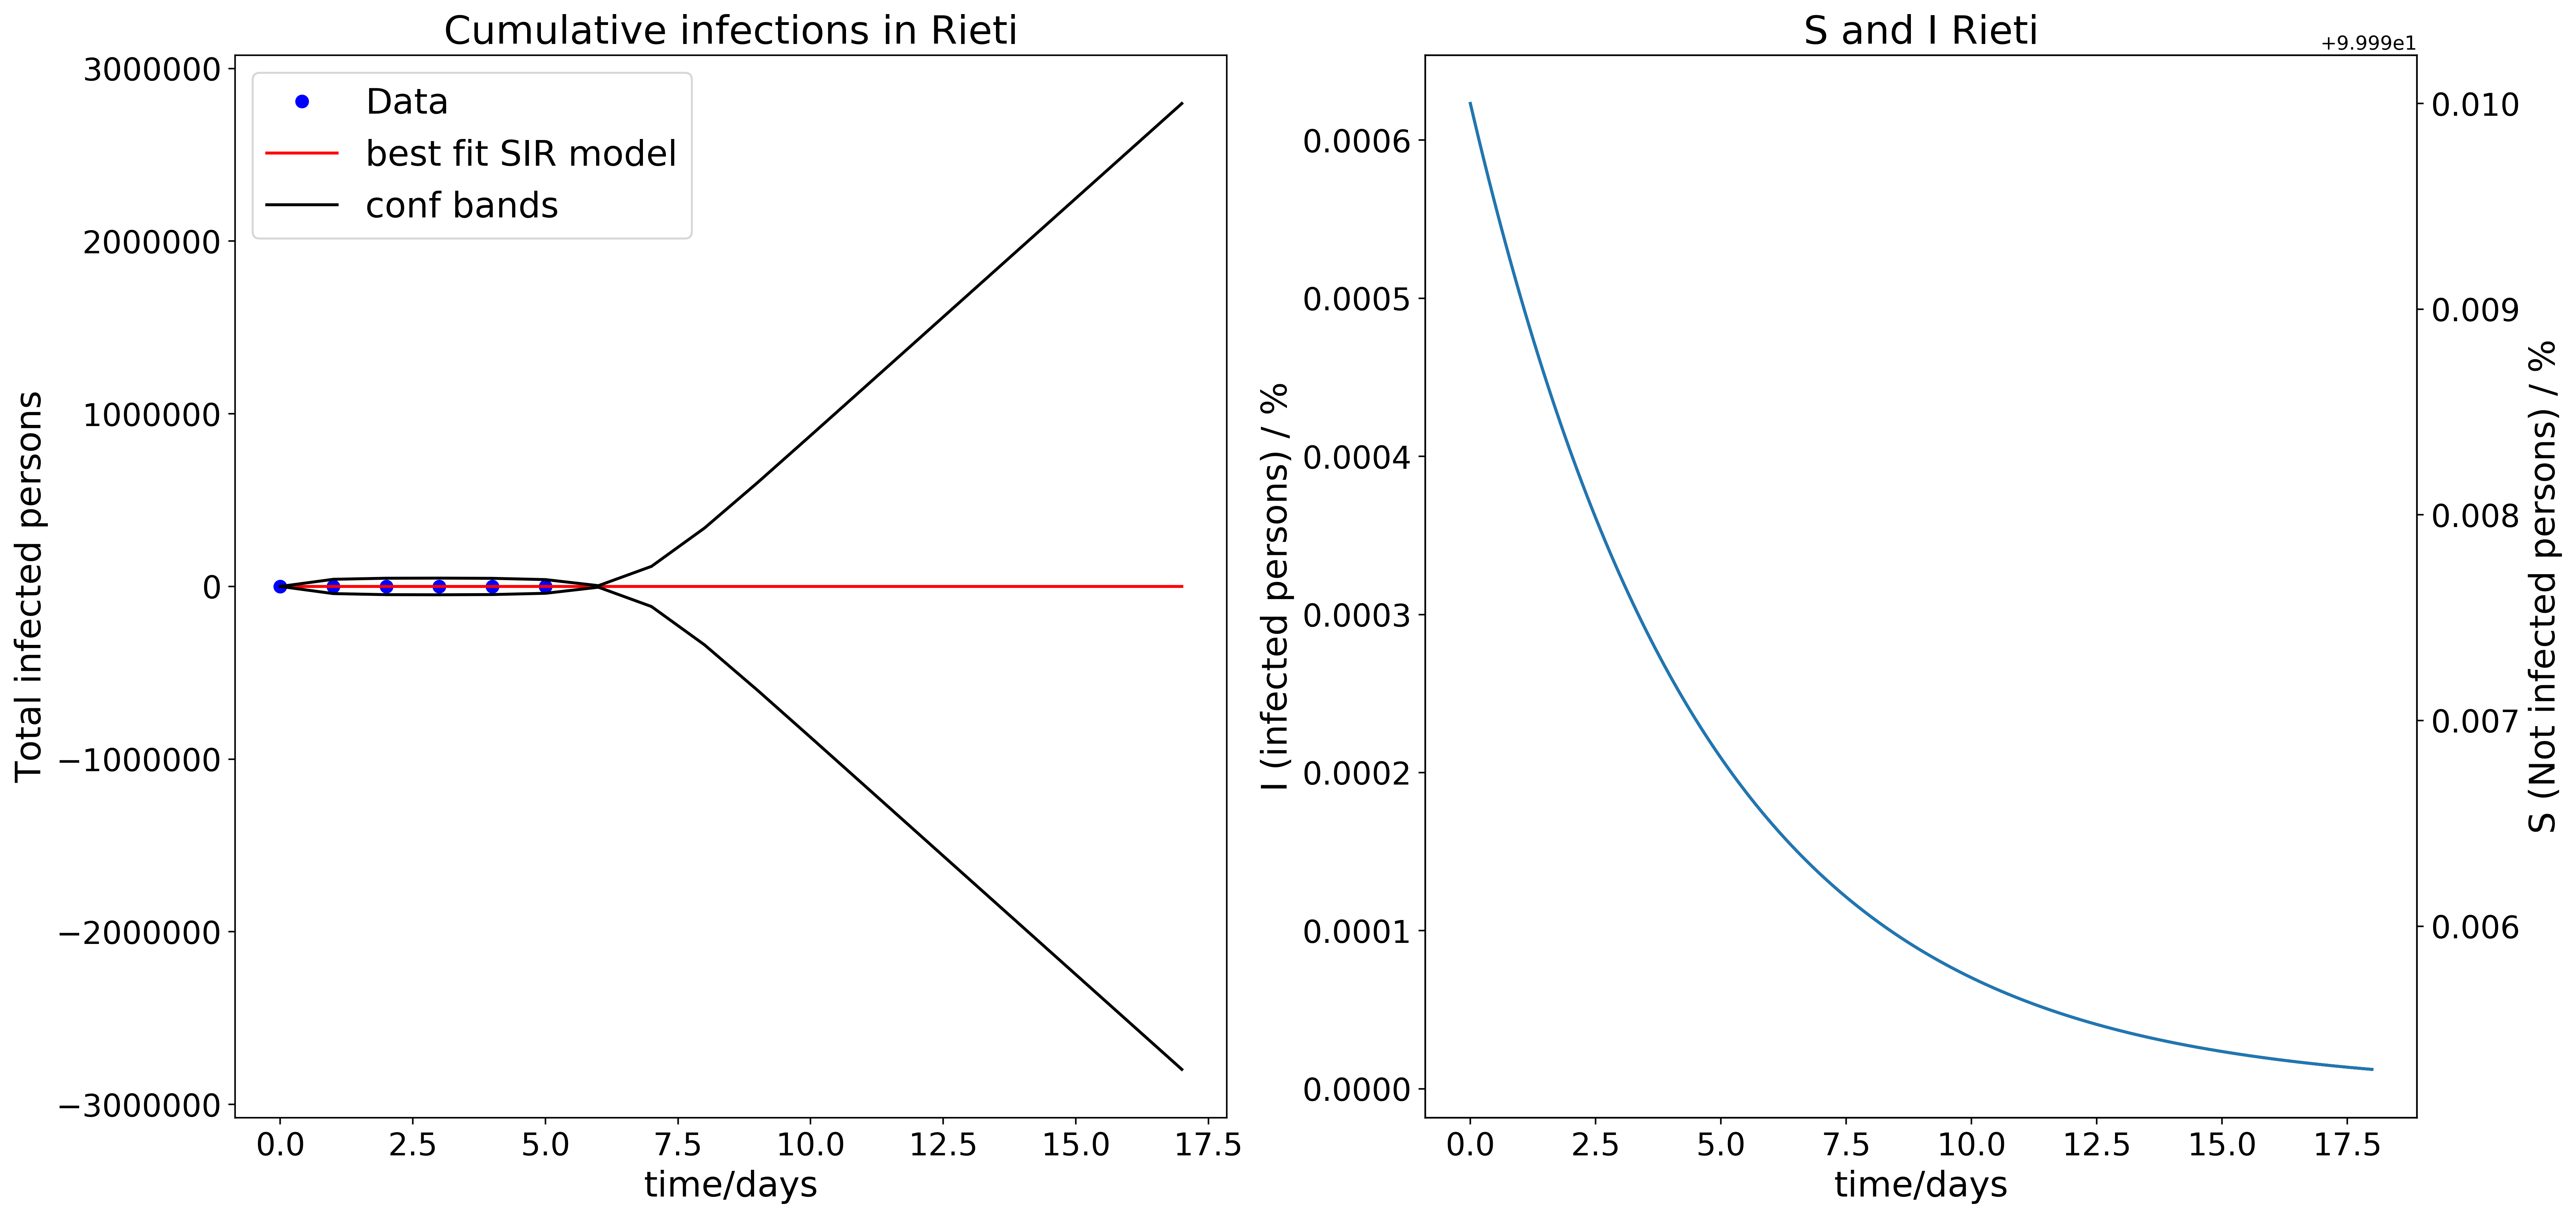 Cumulative infections in Rieti
3000000
2000000
1000000
0
−1000000
−2000000
−3000000
Total infected persons
Data
best fit SIR model
conf bands
0.0 2.5 5.0 7.5 10.0 12.5 15.0 17.5
time/days
S and I Rieti
+9.999e1
0.0006
0.0005
0.0004
0.0003
0.0002
0.0001
0.0000
I (infected persons) / %
0.010
0.009
0.008
0.007
0.006
S (Not infected persons) / %
0.0 2.5 5.0 7.5 10.0 12.5 15.0 17.5
time/days